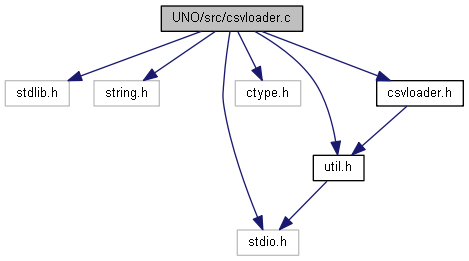 UNO/src/csvloader.c
stdlib.h
string.h
ctype.h
csvloader.h
util.h
stdio.h